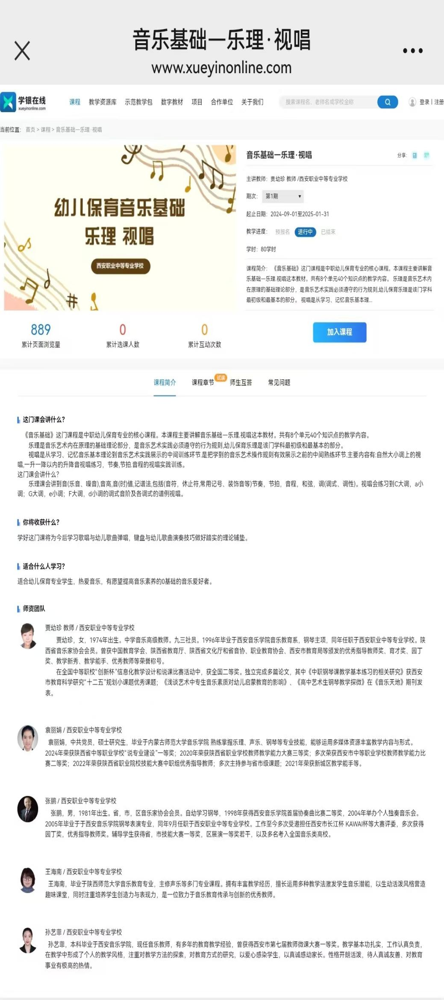 音乐基础一乐理·视唱
www.xueyinonline.com
学银在线
xueyinonline.com
课程 教学资源库 示范教学包 数字教材 项目 合作单位 关于我们
搜索课程名、老师名或学校全称
登录 | 注册
当前位置： 首页 > 课程 > 音乐基础一乐理·视唱
幼儿保育音乐基础
乐理 视唱
西安职业中等专业学校
音乐基础一乐理·视唱
分享:
主讲教师：贾幼珍 教师 /西安职业中等专业学校
期次： 第1期
起止日期：2024-09-01至2025-01-31
教学进度： 预报名 进行中 已结束
学时：80学时
课程简介： 《音乐基础》这门课程是中职幼儿保育专业的核心课程。本课程主要讲解音
乐基础一乐理.视唱这本教材。共有8个单元40个知识点的教学内容。 乐理是音乐艺术内
在原理的基础理论部分，是音乐艺术实践必须遵守的行为规则,幼儿保育乐理是该门学科
最初级和最基本的部分。 视唱是从学习、记忆音乐基本理...
889
累计页面浏览量
0
累计选课人数
0
累计互动次数
加入课程
课程简介 课程章节 试读 师生互答 常见问题
这门课会讲什么？
《音乐基础》这门课程是中职幼儿保育专业的核心课程。本课程主要讲解音乐基础一乐理.视唱这本教材。共有8个单元40个知识点的教学内容。
乐理是音乐艺术内在原理的基础理论部分，是音乐艺术实践必须遵守的行为规则,幼儿保育乐理是该门学科最初级和最基本的部分。
视唱是从学习、记忆音乐基本理论到音乐艺术实践展示的中间训练环节.是把学到的音乐艺术操作规则有效展示之前的中间熟练环节.主要内容有:自然大小调上的視
唱,一升一降以内的升降音视唱练习，节奏,节拍.音程的视唱实践训练。
这门课会讲什么？
乐理课会讲到音(乐音、噪音),音高,音(时)值,记谱法,包括(音符，休止符,常用记号、装饰音等)节奏，节拍，音程，和弦，调(调式、调性)。视唱会练习到C大调，a小
调；G大调，e小调；F大调，d小调的调式音阶及各调式的谱例视唱。
你将收获什么？
学好这门课将为今后学习歌唱与幼儿歌曲弹唱，键盘与幼儿歌曲演奏技巧做好踏实的理论铺垫。
适合什么人学习？
适合幼儿保育专业学生，热爱音乐，有愿望提高音乐素养的0基础的音乐爱好者。
师资团队
贾幼珍 教师 / 西安职业中等专业学校
贾幼珍，女，1974年出生。中学音乐高级教师。九三社员。1996年毕业于西安音乐学院音乐教育系，钢琴主项，同年任职于西安职业中等专业学校。陕
西省音乐家协会会员。曾获中国教育学会、陕西省教育厅、陕西省文化厅和省音协、职业教育协会、西安市教育局等颁发的优秀指导教师奖、育才奖、园丁
奖、教学新秀、教学能手、优秀教师等荣誉称号。
在全国中等职校“创新杯”信息化教学设计和说课比赛活动中，获全国二等奖。独立完成多篇论文，其中《中职钢琴课教学基本练习的相关研究》获西安
市教育科学研究“十二五”规划小课题优秀课题；《浅谈艺术中专生音乐素质对幼儿启蒙教育的影响》、《高中艺术生钢琴教学探微》在《音乐天地》期刊发
表。
袁丽娟 / 西安职业中等专业学校
袁丽娟，中共党员，硕士研究生，毕业于内蒙古师范大学音乐学院 熟练掌握乐理、声乐、钢琴等专业技能，能够运用多媒体资源丰富教学内容与形式。
2024年荣获陕西省中等职业学校“说专业建设”一等奖；2020年荣获陕西省职业学校教师教学能力大赛三等奖；多次荣获西安市中等职业学校教师教学能力比
赛二等奖；2022年荣获陕西省职业院校技能大赛中职组优秀指导教师；多次主持参与省市级课题；2021年荣获新城区教学能手等。
张鹏 / 西安职业中等专业学校
张鹏，男，1981年出生。省，市，区音乐家协会会员。自幼学习钢琴，1998年获得西安音乐学院首届协奏曲比赛二等奖，2004年举办个人独奏音乐会。
2005年毕业于于西安音乐学院钢琴表演专业，同年9月任职于西安职业中等专业学校。工作至今多次受邀担任西安市长江杯 KAWAI杯等大赛评委，多次获得
园丁奖，优秀指导教师奖。辅导学生获得省，市技能大赛一等奖，区展演一等奖若干，以及多名考入全国音乐类高校。
王海南 / 西安职业中等专业学校
王海南，毕业于陕西师范大学音乐教育专业，主修声乐等多门专业课程。拥有丰富教学经历，擅长运用多种教学法激发学生音乐潜能，以生动活泼风格营造
趣味课堂，同时注重培养学生创造力与表现力，是一位致力于音乐教育传承与创新的优秀教师。
孙艺菲 / 西安职业中等专业学校
孙艺菲，本科毕业于西安音乐学院，现任音乐教师，有多年的教育教学经验，曾获得西安市第七届教师微课大赛一等奖。教学基本功扎实，工作认真负责，
在教学中形成了个人的教学风格，注重对教学方法的探索，对教育方式的研究，以爱心感染学生，以真诚感动家长。性格开朗活泼，待人真诚友善、对教育
事业有极高的热情。